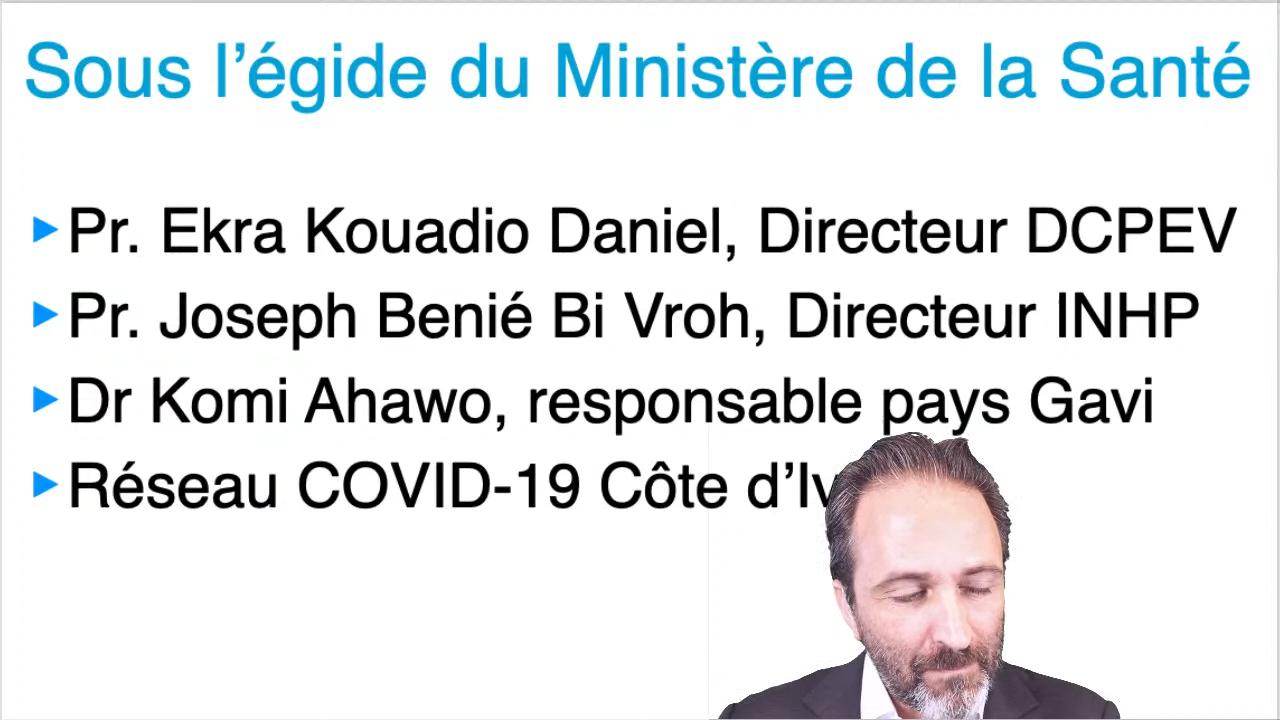 Sous l’égide du Ministère de la Santé
Pr. Ekra Kouadio Daniel, Directeur DCPEV
Pr. Joseph Benié Bi Vroh, Directeur INHP
Dr Komi Ahawo, responsable pays Gavi
Réseau COVID-19 Côte